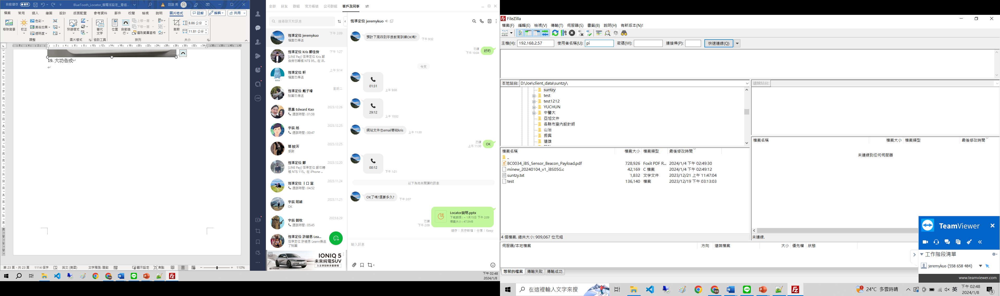 自動儲存 關閉 BlueTooth_Locator_樹莓派設定__看這... 翊駿 馬
檔案 常用 插入 繪圖 設計 版面配置 參考資料 郵件 校閱 檢視 說明 圖片格式 註解 編輯 共用
移除背景 校正 色彩 美術效果 透明度 快速樣式 替代文字 位置 自動換行 上移一層 下移一層 選取範圍窗格 裁剪 8.86 公分 11.81 公分
調整 圖片樣式 協助工具 排列 大小
19. 大功告成
第 23 頁，共 23 頁 1114 個字 英文 (美國) 文字預測: 開啟 顯示設定 焦點 110%
下午 02:48
2024/1/8
全部 好友 群組 官方帳號 公司群組 客戶及同事
搜尋聊天和訊息
恆準定位 jeremykuo 下午 2:09
檔案已傳送
恆準定位 Kris 鄭佳佾 下午 1:27
[LINE Pay] 恆準定位 Kris 鄭
佳佾已轉帳 NT$ 95。在 iP...
恆準定位 軒 上午 9:14
檔案已傳送
恆準定位 戴子璿 星期二
貼圖已傳送
恩嘉 Edward Kao 2023.12.26
通話時間 : 01:58
宇辰 旭 2023.12.25
通話時間 : 00:47
簡 姣芳 2023.12.25
感謝
恆準定位 鄭 2023.12.20
[LINE Pay] 恆準定位 鄭已轉
帳 NT$ 115。在 iPhone ...
恆準定位 丨口 富 2023.11.24
通話時間 : 04:52
宇辰 昭雄 2023.11.21
OK
宇辰 劉牧 2023.8.29
通話時間 : 05:45
恆準定位 許綾恩 Lea...
恆準定位 許綾恩 Leann傳送
了貼圖
IONIQ 5
未來純電SUV
入主享迎新多重豪禮
HYUNDAI
恆準定位 jeremykuo
預計下周四到宇辰教育訓練OK嗎? 下午 9:32
已讀
下午 10:04 好的
今天
01:31 上午 9:08
29:12 上午 10:52
網站文件也email寄給kris 上午 11:30
已讀
上午 11:30 OK
00:12 下午 1:21
以下為尚未閱讀的訊息
OK了嗎?還要多久? 下午 2:07
Locator說明.pptx
下載期限 : ~ 1月15日 下午 2:09
檔案大小 : 47.5MB
已讀
下午 2:09
儲存 | 另存新檔 | 分享 | Keep
輸入訊息
FileZilla
檔案(F) 編輯(E) 檢視(V) 傳輸(T) 伺服器(S) 書籤(B) 說明(H) 有新版本(N)!
主機(H): 192.168.2.57 使用者名稱(U): pi 密碼(W): 連接埠(P): 快速連線(Q)
本地站台: D:\Joe\client_data\suntzy\
遠端站台:
suntzy
test
test1212
YUCHUN
中醫大
亞旭文件
各縣市室內設計師
山治
振興
遠雄
檔案名稱 檔案大小 檔案類型 最後修改時間
..
BC0034_iBS_Sensor_Beacon_Payload.pdf 728,926 Foxit PDF R... 2024/1/4 下午 02:49:30
minew_20240104_v1_iBS05G.c 42,169 C 檔案 2024/1/4 下午 02:49:12
suntzy.txt 1,832 文字文件 2023/12/21 上午 11:47:04
test 136,140 檔案 2023/12/19 下午 03:13:03
4 個檔案. 總共大小: 909,067 位元組
檔案名稱 檔案大小 檔案類型 最後修改時間
未連線到任何伺服器
未連線.
伺服器/本地檔案 方向 遠端檔案 大小 優先權 狀態
等候的檔案 傳輸失敗 傳輸成功
TeamViewer
工作階段清單
jeremykuo (558 658 484)
www.teamviewer.com
在這裡輸入文字來搜
24°C 多雲時晴 英 下午 02:48
2024/1/8
3